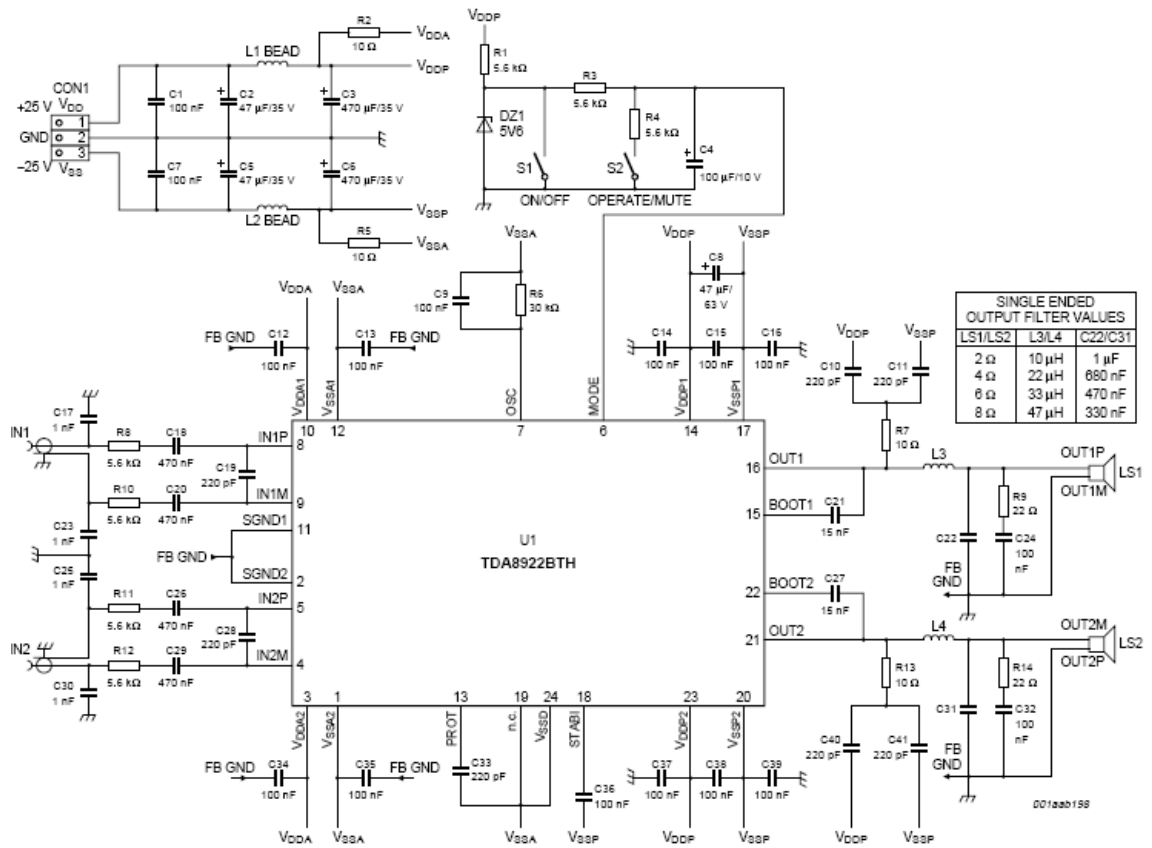 CON1
+25 V VDD
GND
−25 V VSS
1
2
3
C1
100 nF
C7
100 nF
C2
47 µF/35 V
C5
47 µF/35 V
L1 BEAD
L2 BEAD
C3
470 µF/35 V
C6
470 µF/35 V
R2
10 Ω
R5
10 Ω
VDDA
VDDP
VSSP
VSSA
VDDP
R1
5.6 kΩ
DZ1
5V6
R3
5.6 kΩ
R4
5.6 kΩ
S1
S2
ON/OFF
OPERATE/MUTE
C4
100 µF/10 V
VDDA
VSSA
FB GND
C12
100 nF
C13
100 nF
FB GND
VSSA
C9
100 nF
R6
30 kΩ
VDDP
VSSP
C8
47 µF/
63 V
C14
100 nF
C15
100 nF
C16
100 nF
SINGLE ENDED
OUTPUT FILTER VALUES
LS1/LS2 L3/L4 C22/C31
2 Ω 10 µH 1 µF
4 Ω 22 µH 680 nF
6 Ω 33 µH 470 nF
8 Ω 47 µH 330 nF
VDDP
VSSP
C10
220 pF
C11
220 pF
R7
10 Ω
VDDA1
10
VSSA1
12
OSC
7
MODE
6
VDDP1
14
VSSP1
17
IN1
C17
1 nF
R8
5.6 kΩ
C18
470 nF
IN1P
8
C19
220 pF
R10
5.6 kΩ
C20
470 nF
IN1M
9
SGND1
11
FB GND
SGND2
2
C23
1 nF
C25
1 nF
R11
5.6 kΩ
C26
470 nF
IN2P
5
C28
220 pF
IN2
R12
5.6 kΩ
C29
470 nF
IN2M
4
C30
1 nF
U1
TDA8922BTH
16
OUT1
15
BOOT1
C21
15 nF
L3
C22
R9
22 Ω
C24
100
nF
OUT1P
OUT1M
LS1
FB
GND
22
BOOT2
C27
15 nF
21
OUT2
L4
OUT2M
OUT2P
LS2
R13
10 Ω
C31
R14
22 Ω
C32
100
nF
FB
GND
C40
220 pF
C41
220 pF
VDDP
VSSP
3
VDDA2
1
VSSA2
13
PROT
19
n.c.
24
VSSD
18
STABI
23
VDDP2
20
VSSP2
FB GND
C34
100 nF
C35
100 nF
FB GND
C33
220 pF
C36
100 nF
C37
100 nF
C38
100 nF
C39
100 nF
VDDA
VSSA
VSSA
VSSP
VDDP
VSSP
001aab198